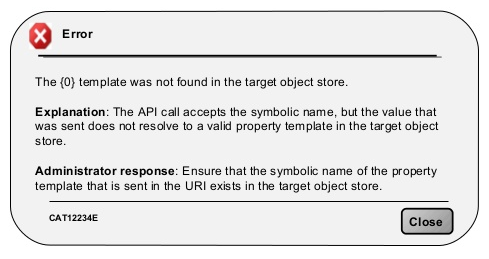 Error
The {0} template was not found in the target object store.
Explanation: The API call accepts the symbolic name, but the value that
was sent does not resolve to a valid property template in the target object
store.
Administrator response: Ensure that the symbolic name of the property
template that is sent in the URI exists in the target object store.
CAT12234E
Close